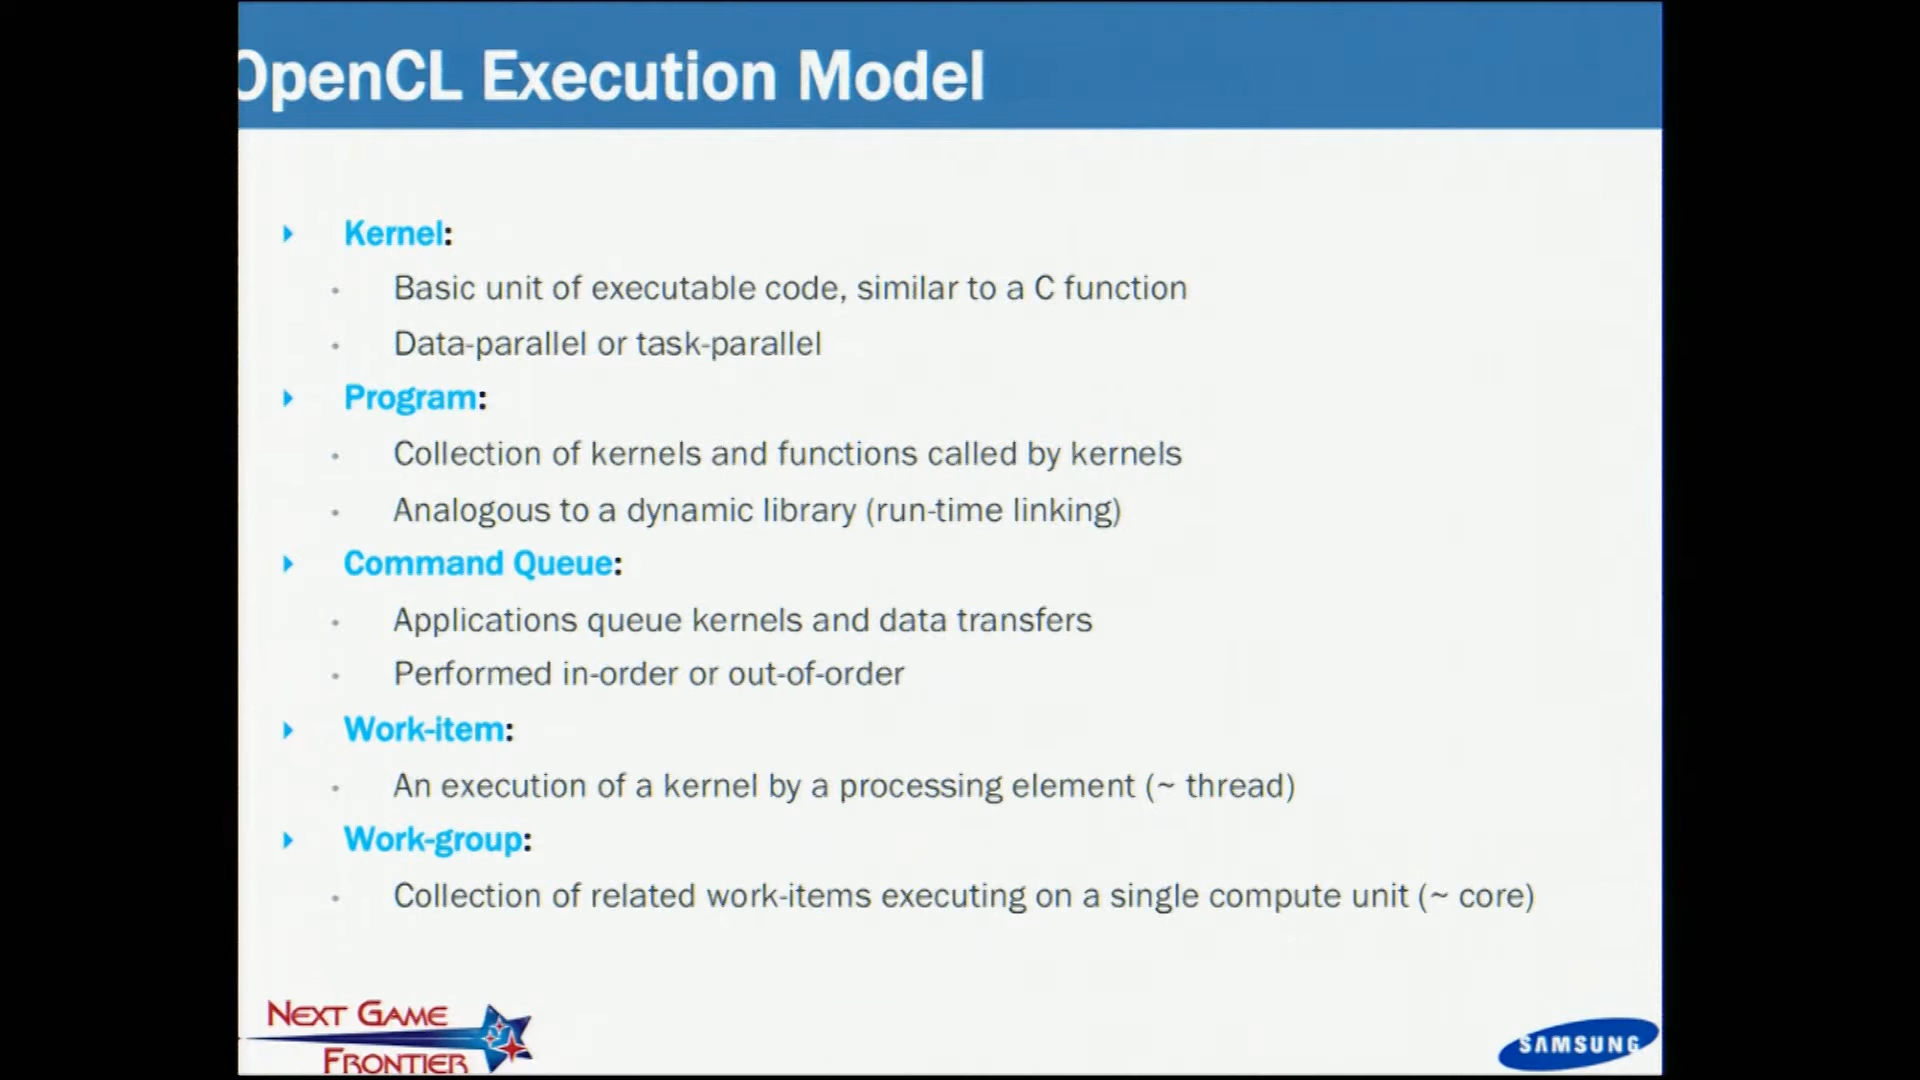 OpenCL Execution Model
Kernel:
Basic unit of executable code, similar to a C function
Data-parallel or task-parallel
Program:
Collection of kernels and functions called by kernels
Analogous to a dynamic library (run-time linking)
Command Queue:
Applications queue kernels and data transfers
Performed in-order or out-of-order
Work-item:
An execution of a kernel by a processing element (~ thread)
Work-group:
Collection of related work-items executing on a single compute unit (~ core)
NEXT GAME
FRONTIER
SAMSUNG